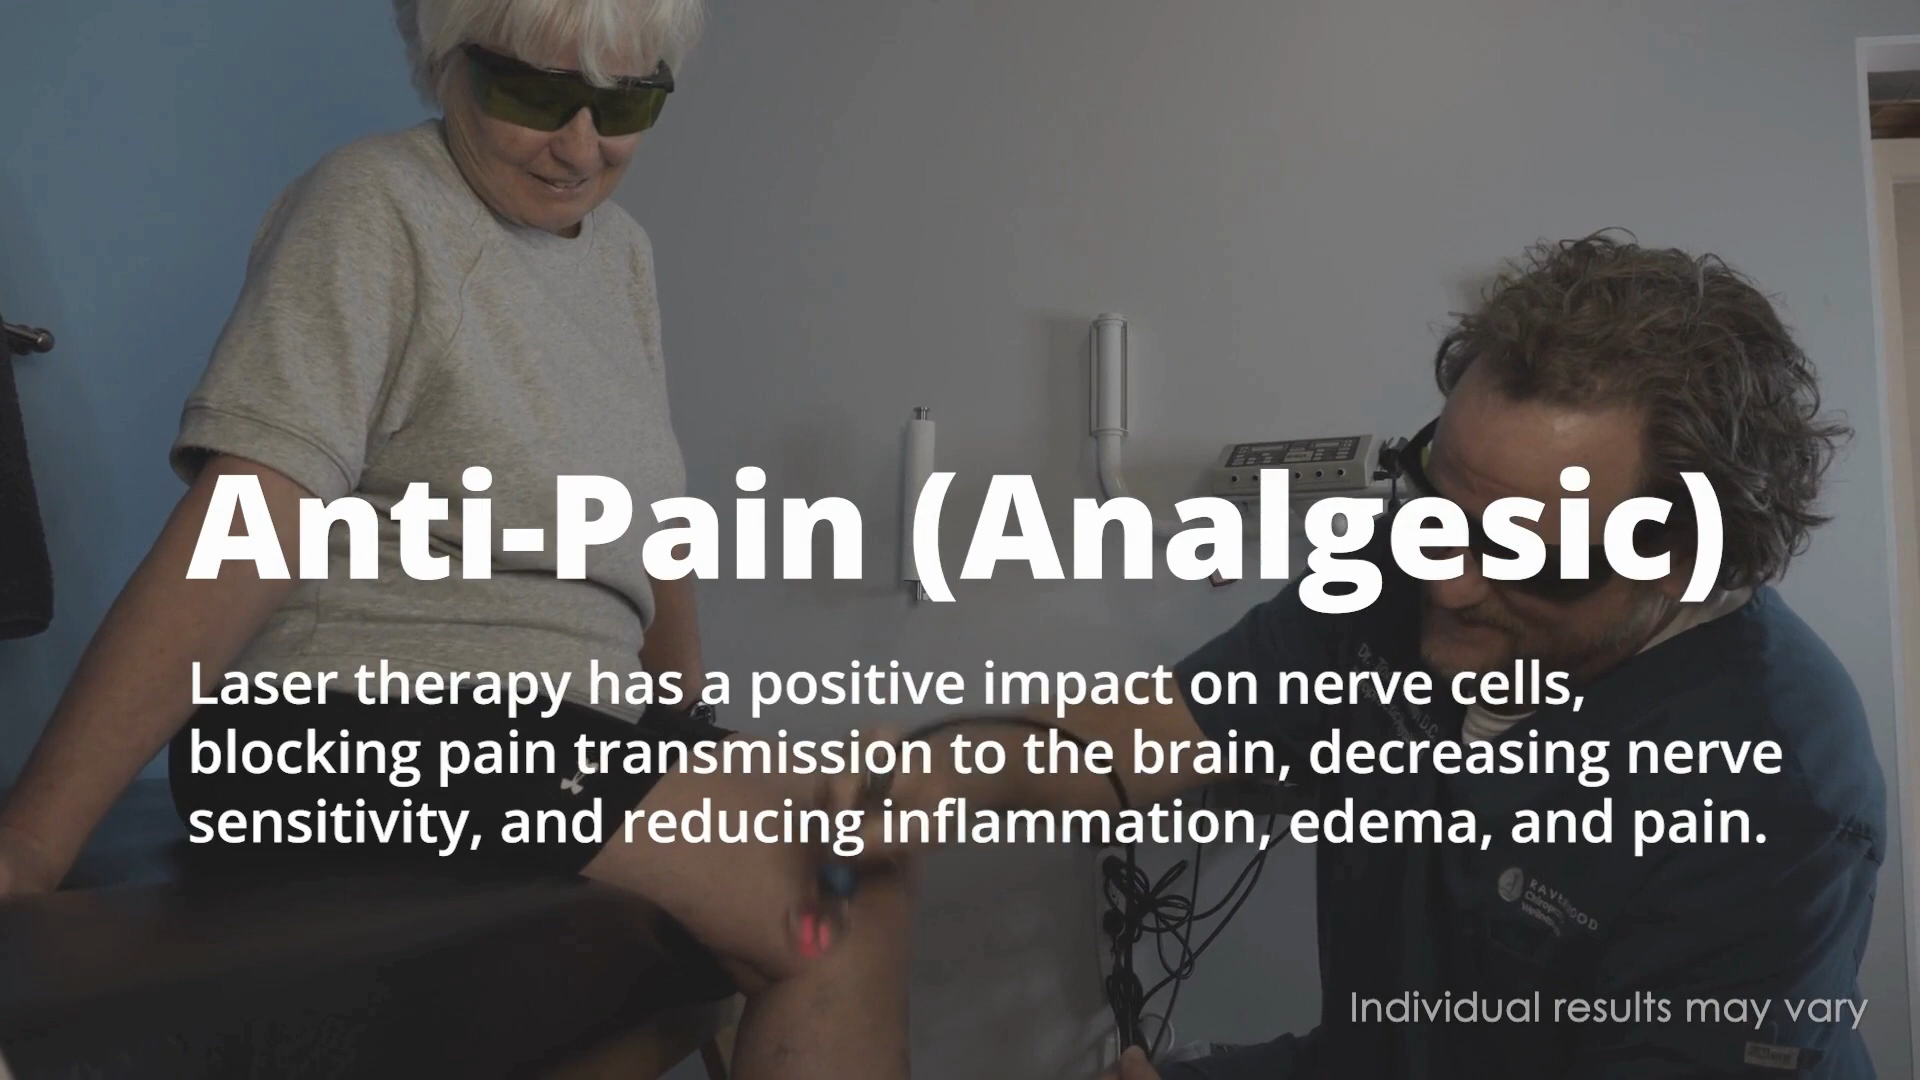 Anti-Pain (Analgesic)
Laser therapy has a positive impact on nerve cells,
blocking pain transmission to the brain, decreasing nerve
sensitivity, and reducing inflammation, edema, and pain.
Individual results may vary